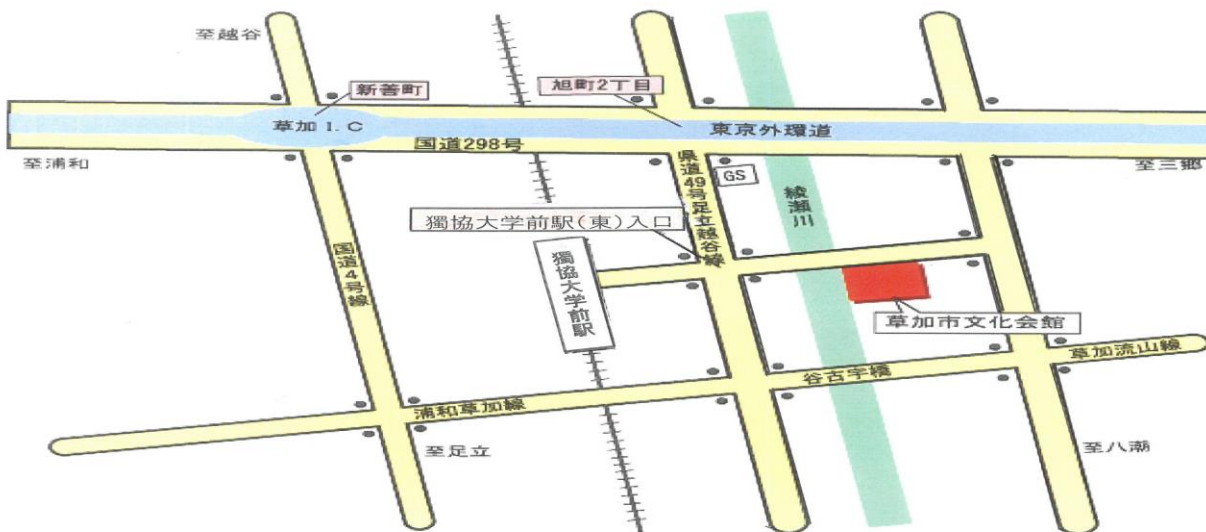 至越谷
新善町
旭町2丁目
草加 I.C
東京外環道
国道298号
至浦和
至三郷
県道49号足立越谷線
GS
綾瀬川
獨協大学前駅(東)入口
国道4号線
獨協大学前駅
草加市文化会館
草加流山線
谷古宇橋
浦和草加線
至足立
至八潮